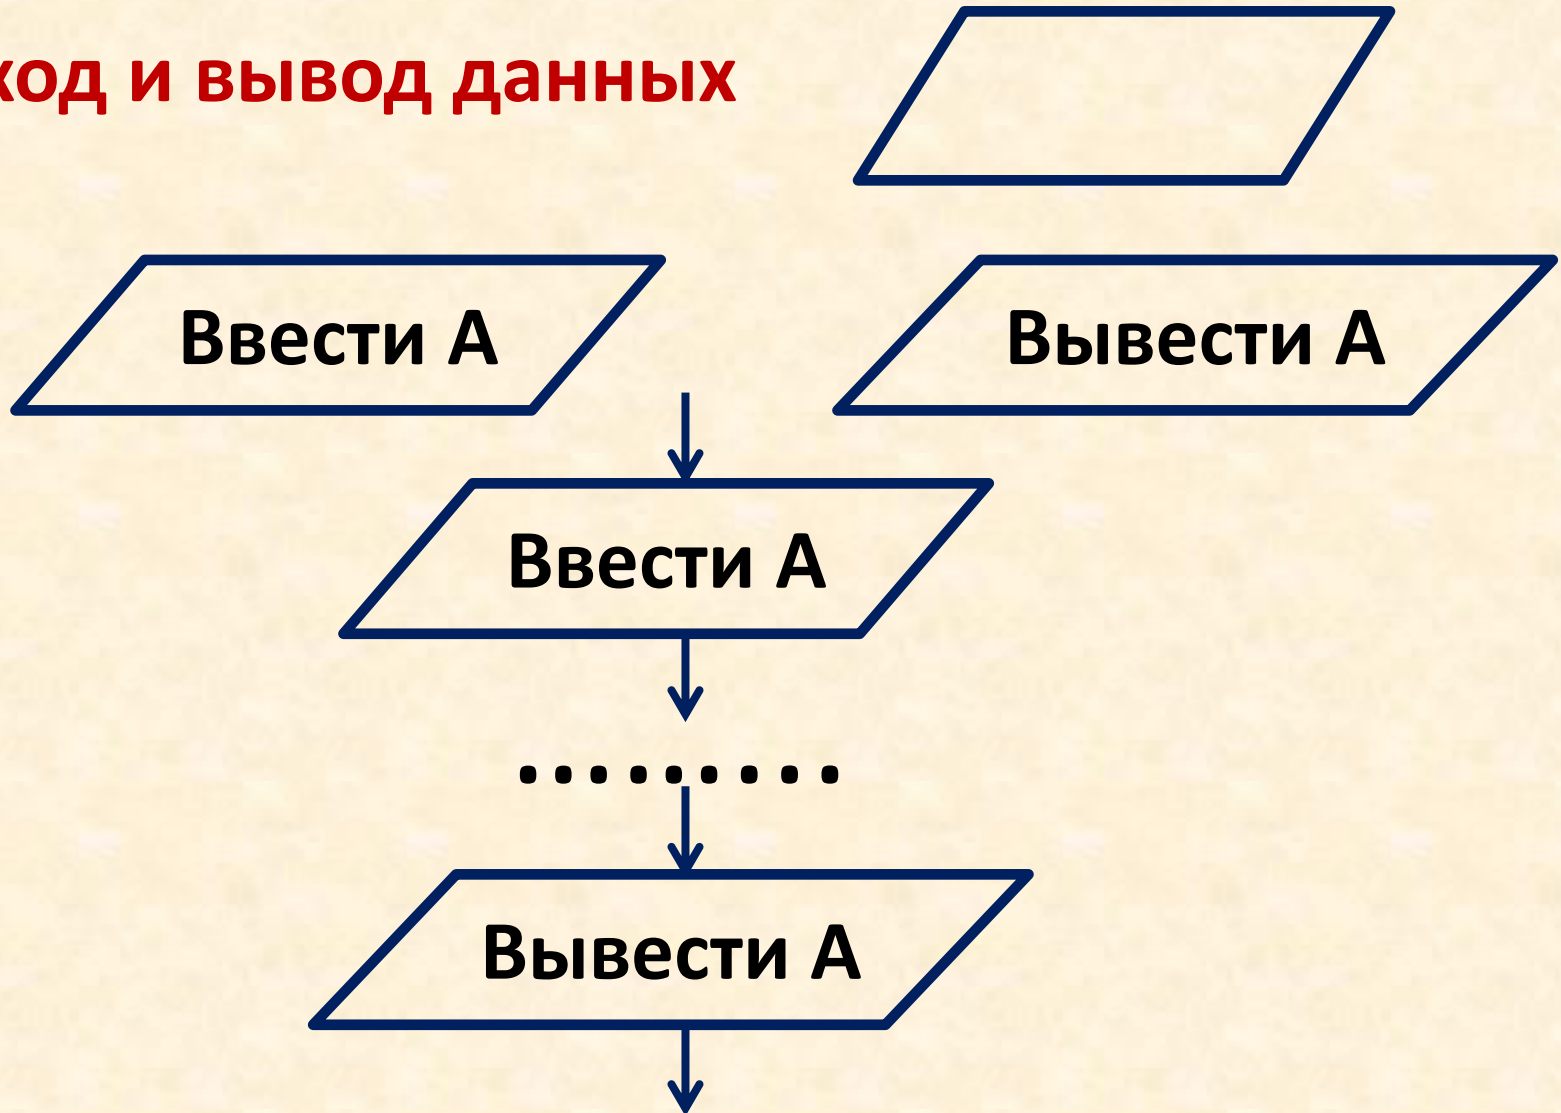 ход и вывод данных
Ввести А
Вывести А
Ввести А
.........
Вывести А